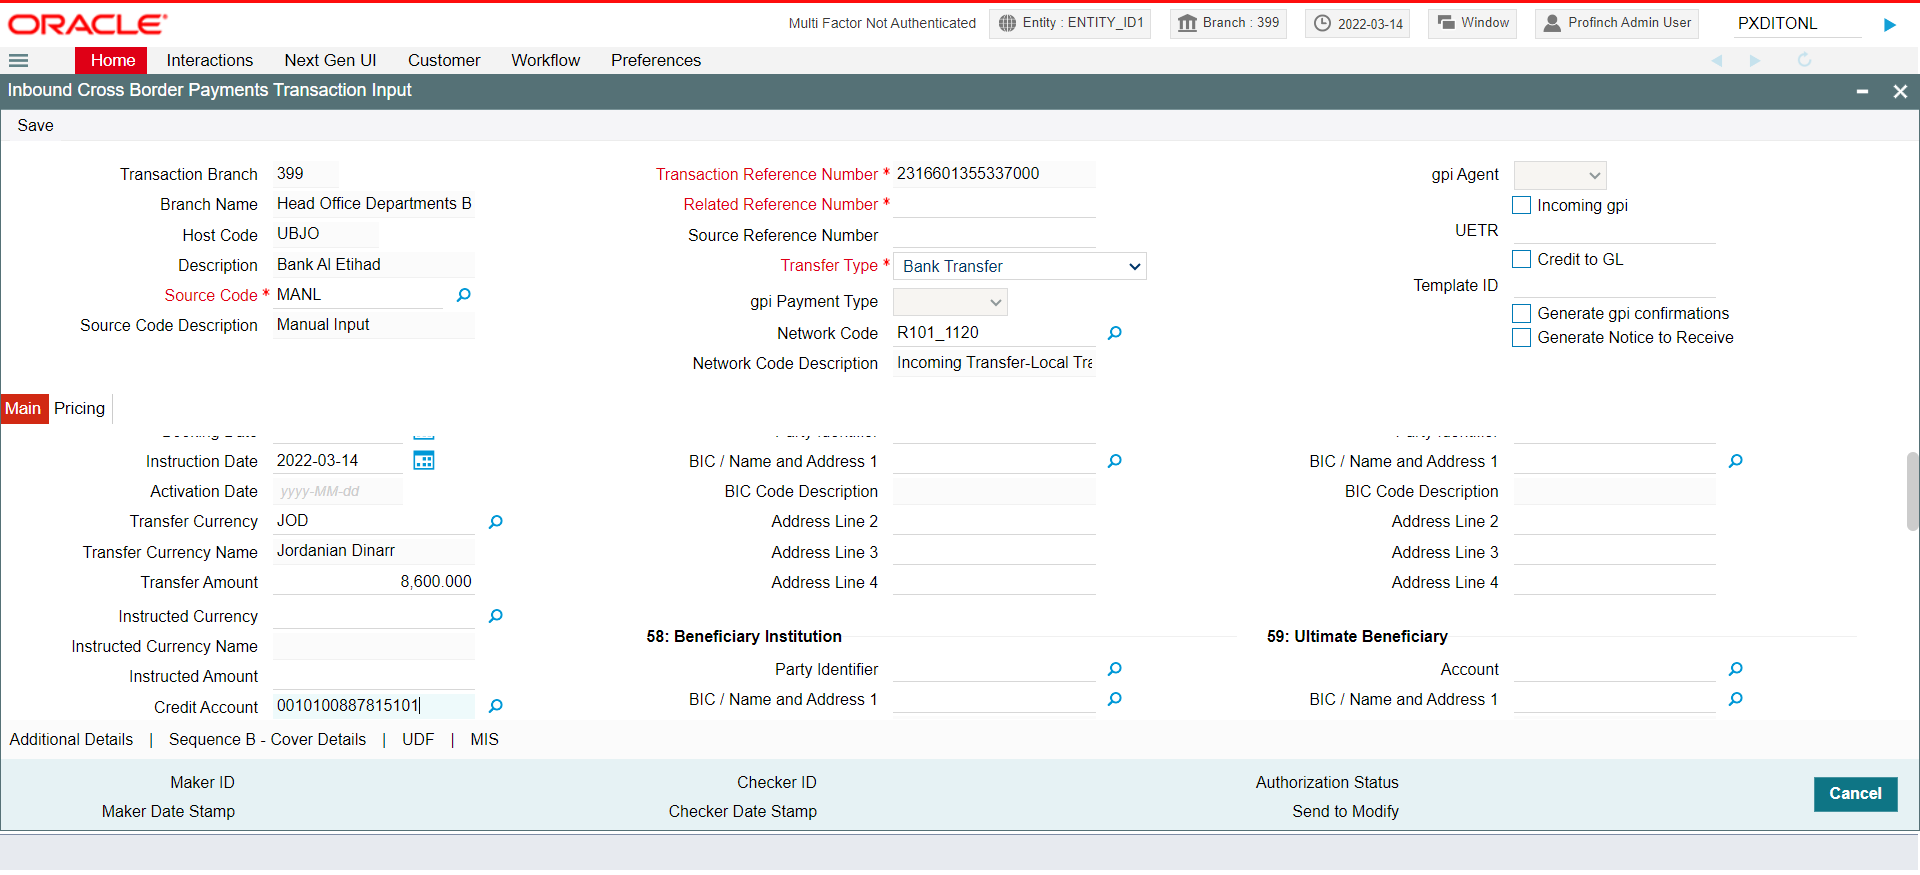 ORACLE
Multi Factor Not Authenticated
Entity : ENTITY_ID1
Branch : 399
2022-03-14
Window
Profinch Admin User
PXDITONL
Home
Interactions
Next Gen UI
Customer
Workflow
Preferences
Inbound Cross Border Payments Transaction Input
Save
Transaction Branch 399
Branch Name Head Office Departments B
Host Code UBJO
Description Bank Al Etihad
Source Code * MANL
Source Code Description Manual Input
Transaction Reference Number * 2316601355337000
Related Reference Number *
Source Reference Number
Transfer Type * Bank Transfer
gpi Payment Type
Network Code R101_1120
Network Code Description Incoming Transfer-Local Tra
gpi Agent
Incoming gpi
UETR
Credit to GL
Template ID
Generate gpi confirmations
Generate Notice to Receive
Main Pricing
Booking Date
Instruction Date 2022-03-14
Activation Date yyyy-MM-dd
Transfer Currency JOD
Transfer Currency Name Jordanian Dinarr
Transfer Amount 8,600.000
Instructed Currency
Instructed Currency Name
Instructed Amount
Credit Account 0010100887815101
Party Identifier
BIC / Name and Address 1
BIC Code Description
Address Line 2
Address Line 3
Address Line 4
58: Beneficiary Institution
Party Identifier
BIC / Name and Address 1
Party Identifier
BIC / Name and Address 1
BIC Code Description
Address Line 2
Address Line 3
Address Line 4
59: Ultimate Beneficiary
Account
BIC / Name and Address 1
Additional Details | Sequence B - Cover Details | UDF | MIS
Maker ID
Maker Date Stamp
Checker ID
Checker Date Stamp
Authorization Status
Send to Modify
Cancel